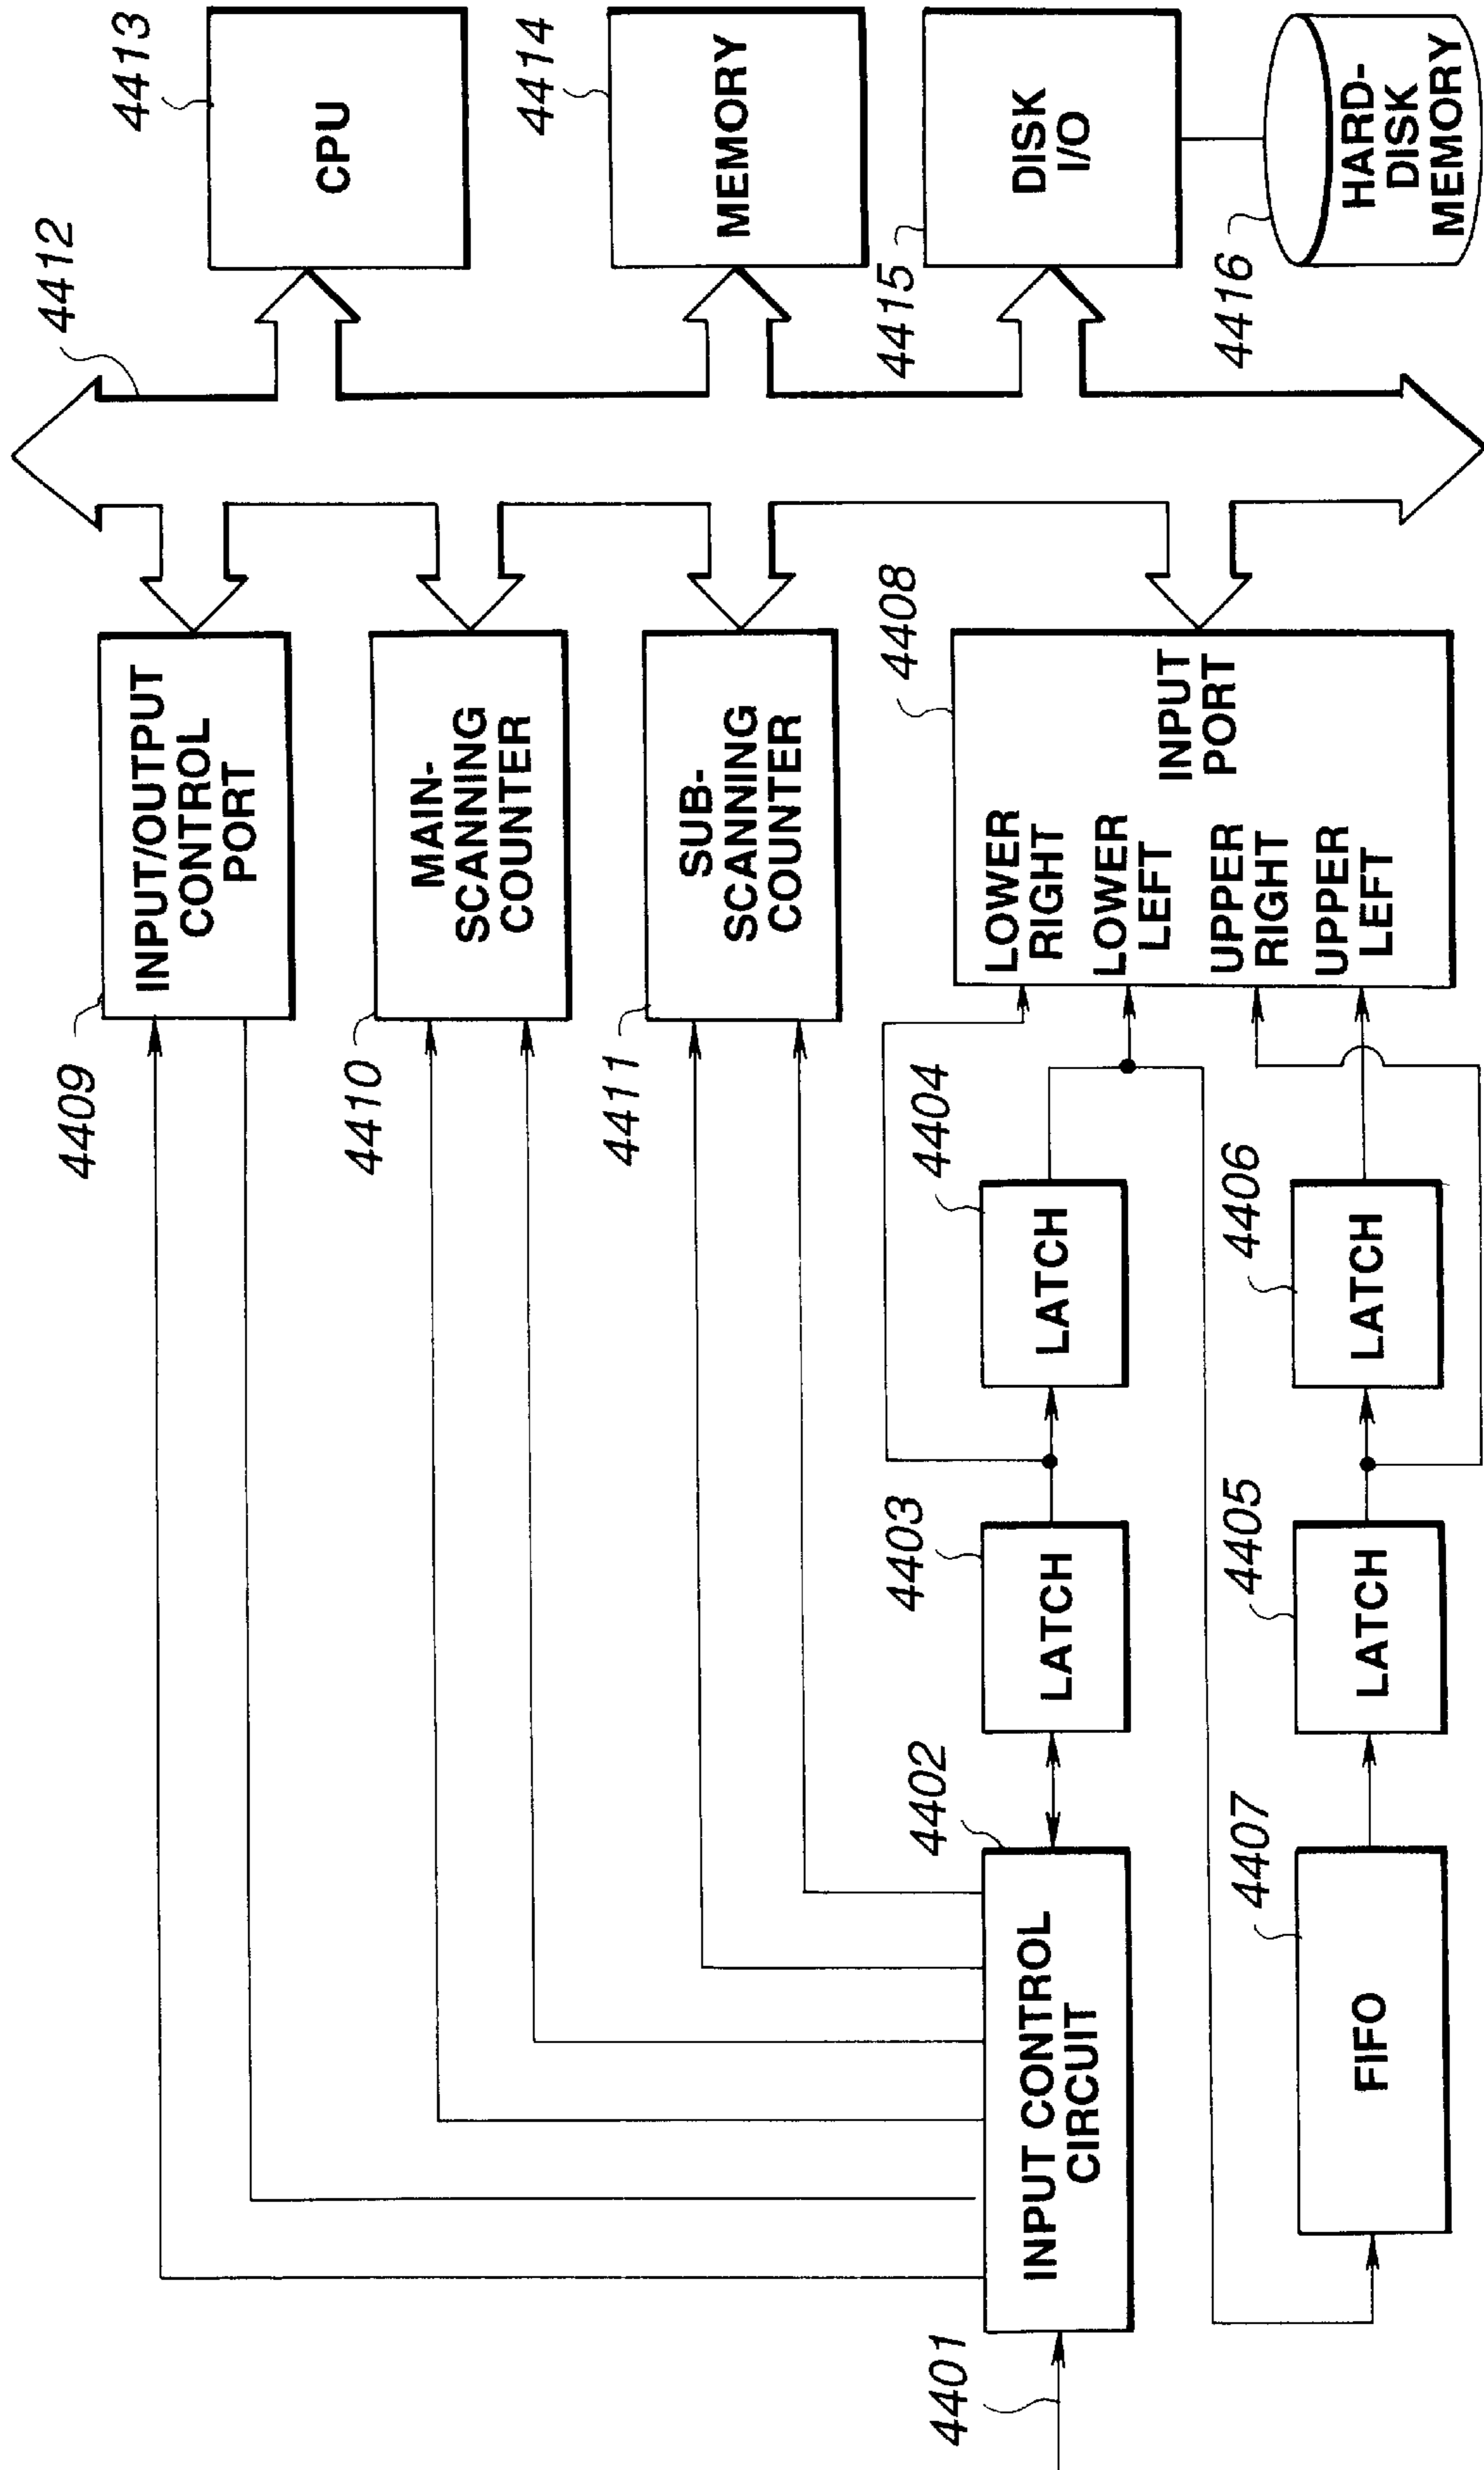 4409
INPUT/OUTPUT
CONTROL
PORT
4412
4413
CPU
4410
MAIN-
SCANNING
COUNTER
4411
SUB-
SCANNING
COUNTER
4414
MEMORY
4401
4402
INPUT CONTROL
CIRCUIT
4403
LATCH
4404
LATCH
4408
LOWER
RIGHT
LOWER
LEFT
UPPER
RIGHT
UPPER
LEFT
INPUT
PORT
4415
DISK
I/O
4407
FIFO
4405
LATCH
4406
LATCH
4416
HARD-
DISK
MEMORY